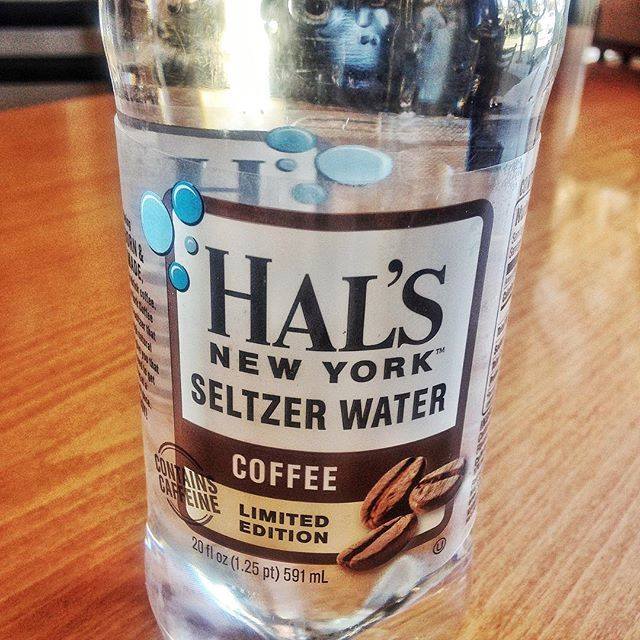 HAL'S
NEW YORK™
SELTZER WATER
COFFEE
CONTAINS
CAFFEINE
LIMITED
EDITION
20 fl oz (1.25 pt) 591 mL